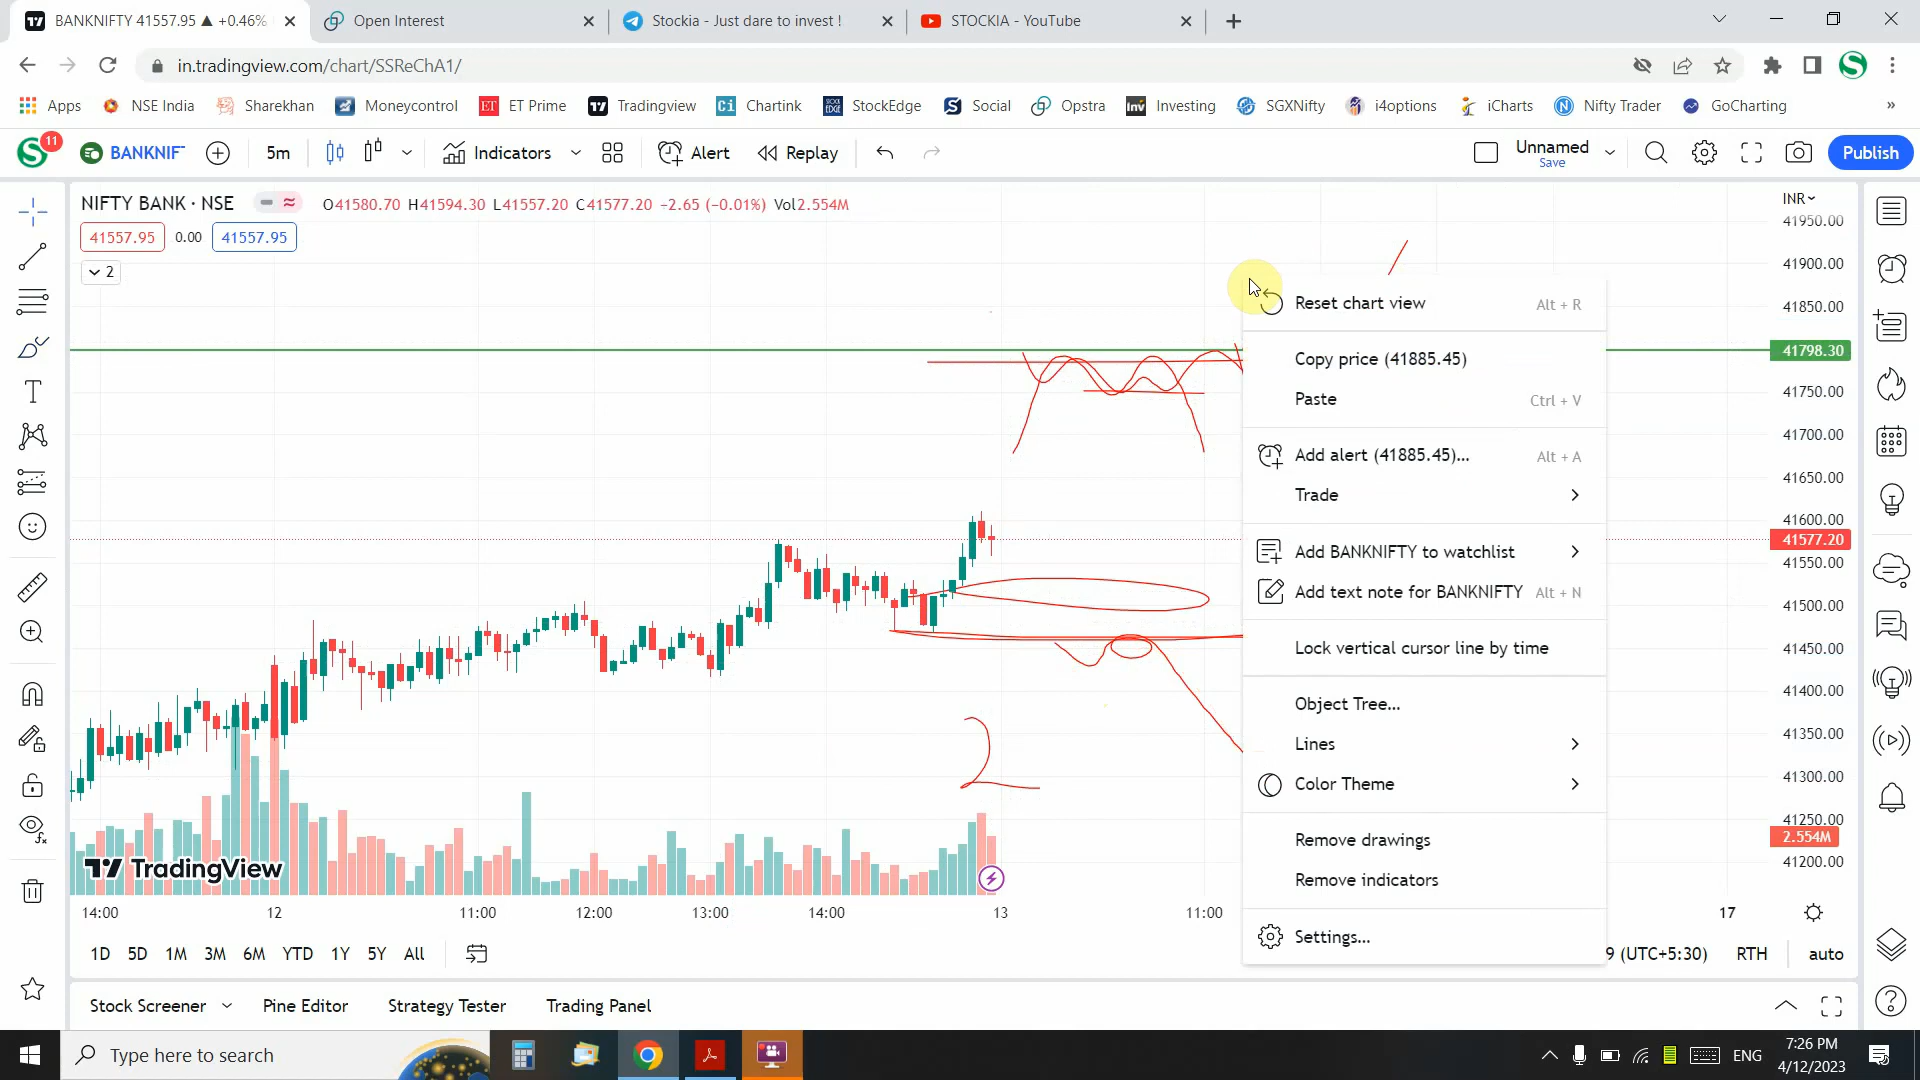 BANKNIFTY 41557.95 ▲ +0.46%
Open Interest
Stockia - Just dare to invest !
STOCKIA - YouTube
in.tradingview.com/chart/SSReChA1/
Apps NSE India Sharekhan Moneycontrol ET Prime Tradingview Chartink StockEdge Social Opstra Investing SGXNifty i4options iCharts Nifty Trader GoCharting »
11 BANKNIF 5m Indicators Alert Replay Unnamed Save Publish
NIFTY BANK · NSE O41580.70 H41594.30 L41557.20 C41577.20 −2.65 (−0.01%) Vol2.554M
41557.95 0.00 41557.95
2
INR
41950.00
41900.00
41850.00
41798.30
41750.00
41700.00
41650.00
41600.00
41577.20
41550.00
41500.00
41450.00
41400.00
41350.00
41300.00
41250.00
2.554M
41200.00
Reset chart view Alt + R
Copy price (41885.45)
Paste Ctrl + V
Add alert (41885.45)... Alt + A
Trade
Add BANKNIFTY to watchlist
Add text note for BANKNIFTY Alt + N
Lock vertical cursor line by time
Object Tree...
Lines
Color Theme
Remove drawings
Remove indicators
Settings...
2
TradingView
14:00 12 11:00 12:00 13:00 14:00 13 11:00 17
1D 5D 1M 3M 6M YTD 1Y 5Y All 9 (UTC+5:30) RTH auto
Stock Screener Pine Editor Strategy Tester Trading Panel
Type here to search
ENG
7:26 PM
4/12/2023